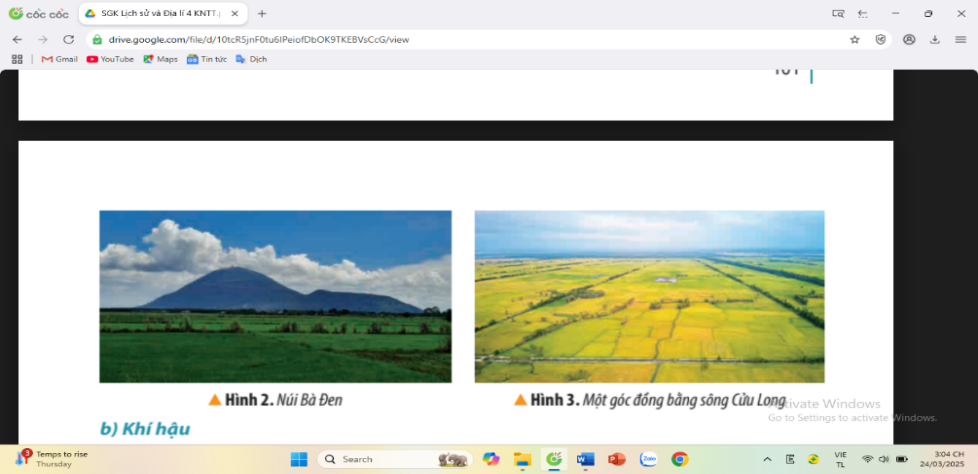 cốc cốc
SGK Lịch sử và Địa lí 4 KNTT.p
drive.google.com/file/d/10tcR5jnF0tu6IPeiofDbOK9TKEBVsCcG/view
Gmail YouTube Maps Tin tức Dịch
Hình 2. Núi Bà Đen
Hình 3. Một góc đồng bằng sông Cửu Long
Activate Windows
Go to Settings to activate Windows.
b) Khí hậu
3
Temps to rise
Thursday
Search
Zalo
VIE
TL
3:04 CH
24/03/2025